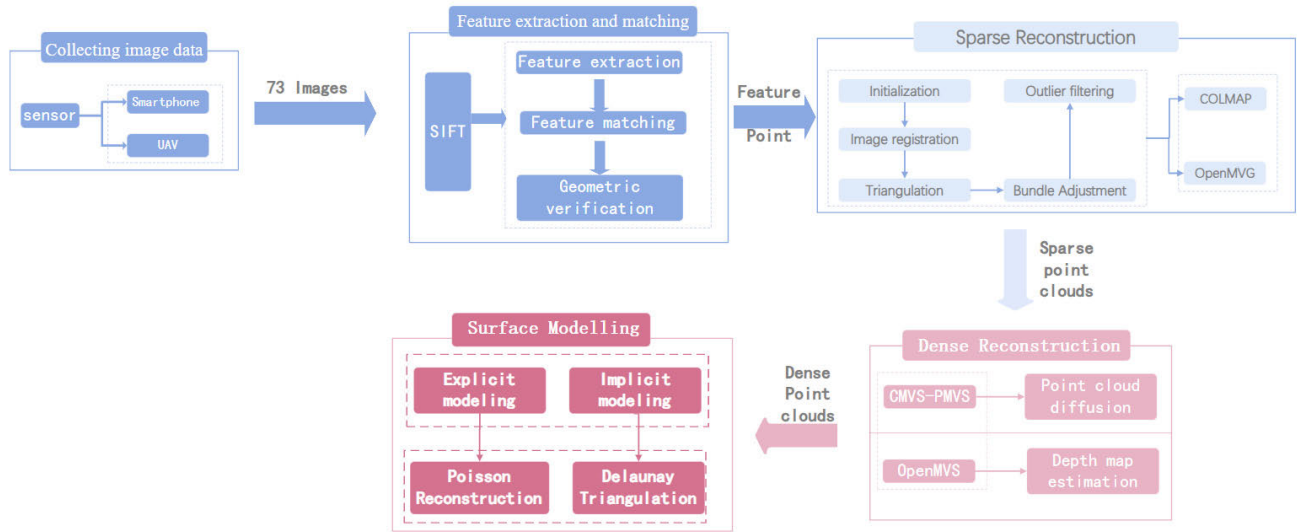 Collecting image data
sensor
Smartphone
UAV
73 Images
Feature extraction and matching
SIFT
Feature extraction
Feature matching
Geometric
verification
Feature
Point
Sparse Reconstruction
Initialization
Image registration
Triangulation
Outlier filtering
Bundle Adjustment
COLMAP
OpenMVG
Sparse
point
clouds
Dense Reconstruction
CMVS-PMVS
Point cloud
diffusion
OpenMVS
Depth map
estimation
Dense
Point
clouds
Surface Modelling
Explicit
modeling
Implicit
modeling
Poisson
Reconstruction
Delaunay
Triangulation